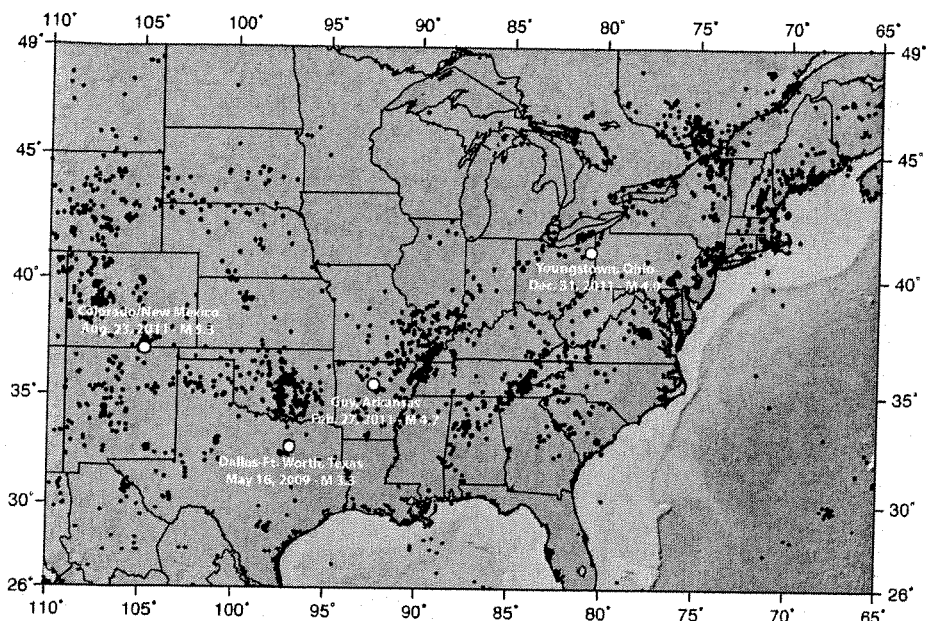 110° 105° 100° 95° 90° 85° 80° 75° 70° 65°
49° 49°
45° 45°
40° 40°
Youngstown, Ohio
Dec. 31, 2011 - M 4.0
Colorado/New Mexico
Aug. 23, 2011 - M 5.3
35° 35°
Guy, Arkansas
Feb. 27, 2011 - M 4.7
Dallas-Ft. Worth, Texas
May 16, 2009 - M 3.3
30° 30°
26° 26°
110° 105° 100° 95° 90° 85° 80° 75° 70° 65°